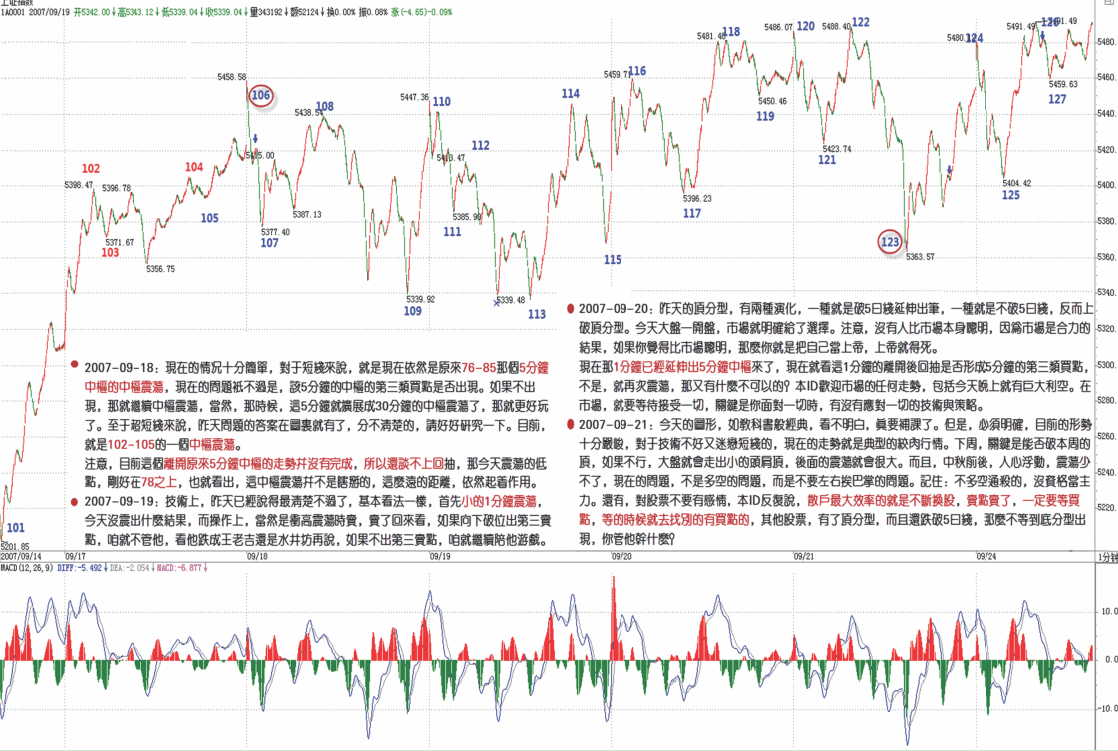 上证指数
1A0001 2007/09/19 开5342.00↓高5343.12↓低5339.04↓收5339.04↓量343192↓额52124↓换0.00% 振0.08% 涨(-4.65)-0.09%
5480.
5460.
5440.
5420.
5400.
5380.
5360.
5340.
5320.
5300.
5280.
5260.
5240.
5220.
5458.58
106
5415.00
5438.54
108
5447.36
110
5413.47
112
114
5459.71
116
5481.40
118
5486.07
120
5488.40
122
5480.
124
5491.49
126
5491.49
102
5398.47
5396.78
104
105
5371.67
103
5356.75
5377.40
107
5387.13
5385.90
111
5339.92
109
5339.48
113
115
5396.23
117
5450.46
119
5423.74
121
123
5363.57
5404.42
125
5459.63
127
101
5201.85
2007-09-18：現在的情况十分簡單，對于短綫來說，就是現在依然是原來76-85那個5分鐘
中樞的中樞震蕩，現在的問題衹不過是，該5分鐘的中樞的第三類買點是否出現。如果不出
現，那就繼續中樞震蕩，當然，那時候，這5分鐘就擴展成30分鐘的中樞震蕩了，那就更好玩
了。至于超短綫來說，昨天問題的答案在圖裏就有了，分不清楚的，請好好研究一下。目前，
就是102-105的一個中樞震蕩。
注意，目前這個離開原來5分鐘中樞的走勢并沒有完成，所以還談不上回抽，那今天震蕩的低
點，剛好在78之上，也就看出，這中樞震蕩并不是瞎懇的，這麽遠的距離，依然起着作用。
2007-09-19：技術上，昨天已經說得最清楚不過了，基本看法一樣，首先小的1分鐘震蕩，
今天沒震出什麽結果，而操作上，當然是衝高震蕩時賣，賣了回來看，如果向下破位出第三賣
點，咱就不管他，看他跌成王老吉還是水井坊再說，如果不出第三賣點，咱就繼續陪他游戲。
2007-09-20：昨天的頂分型，有兩種演化，一種就是破5日綫延伸出筆，一種就是不破5日綫，反而上
破頂分型。今天大盤一開盤，市場就明確給了選擇。注意，沒有人比市場本身聰明，因爲市場是合力的
結果，如果你覺得比市場聰明，那麽你就是把自己當上帝，上帝就得死。
現在那1分鐘已經延伸出5分鐘中樞來了，現在就看這1分鐘的離開後回抽是否形成5分鐘的第三類買點，
不是，就再次震蕩，那又有什麽不可以的？本ID歡迎市場的任何走勢，包括今天晚上就有巨大利空。在
市場，就要等待接受一切，關鍵是你面對一切時，有沒有應對一切的技術與策略。
2007-09-21：今天的圖形，如教科書般經典，看不明白，真要補課了。但是，必須明確，目前的形勢
十分嚴峻，對于技術不好又迷戀短綫的，現在的走勢就是典型的絞肉行情。下周，關鍵是能否破本周的
頂，如果不行，大盤就會走出小的頭肩頂，後面的震蕩就會很大。而且，中秋前後，人心浮動，震蕩少
不了，現在的問題，不是多空的問題，而是不要左右挨巴掌的問題。記住：不多空通殺的，沒資格當主
力。還有，對股票不要有感情，本ID反復說，散戶最大效率的就是不斷換股，賣點賣了，一定要等買
點，等的時候就去找別的有買點的，其他股票，有了頂分型，而且還跌破5日綫，那麽不等到底分型出
現，你管他幹什麽？
2007/09/14 09/17 09/18 09/19 09/20 09/21 09/24 1分钟
MACD(12,26,9) DIFF:-5.492↓DEA:-2.054↓MACD:-6.877↓
10.0
0.0
-10.0